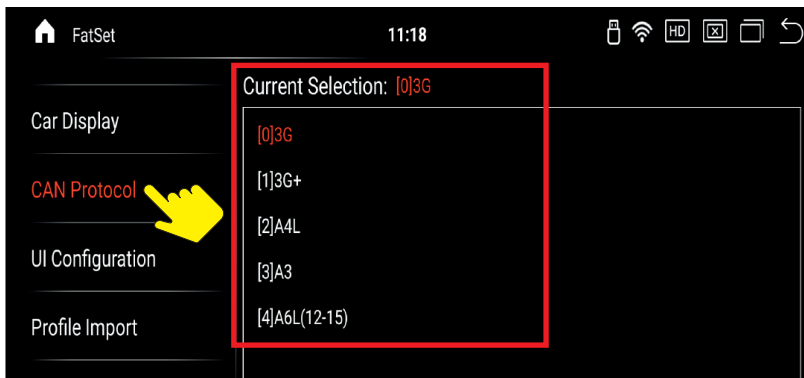 FatSet 11:18 HD
Current Selection: [0]3G
Car Display
[0]3G
CAN Protocol
[1]3G+
[2]A4L
UI Configuration
[3]A3
Profile Import
[4]A6L(12-15)